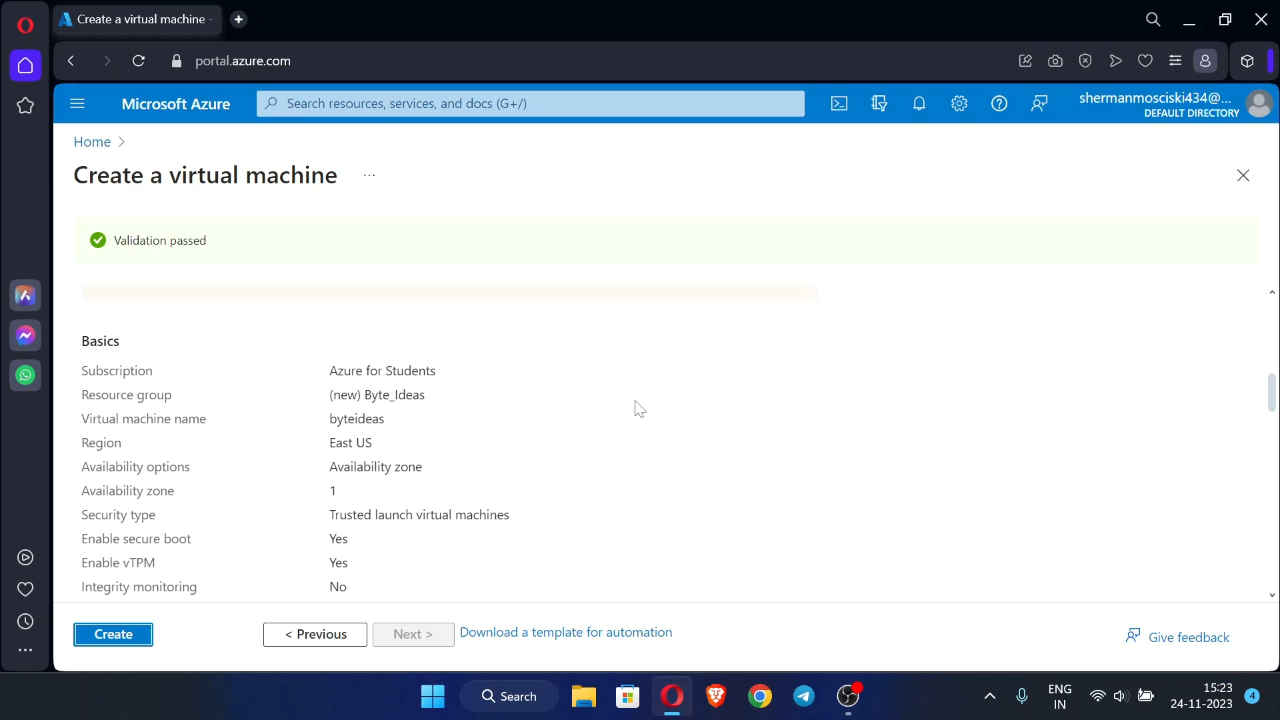 Create a virtual machine -
portal.azure.com
Microsoft Azure
Search resources, services, and docs (G+/)
shermanmosciski434@...
DEFAULT DIRECTORY
Home
Create a virtual machine
...
Validation passed
Basics
Subscription Azure for Students
Resource group (new) Byte_Ideas
Virtual machine name byteideas
Region East US
Availability options Availability zone
Availability zone 1
Security type Trusted launch virtual machines
Enable secure boot Yes
Enable vTPM Yes
Integrity monitoring No
Create
< Previous
Next >
Download a template for automation
Give feedback
Search
ENG
IN
15:23
24-11-2023
4